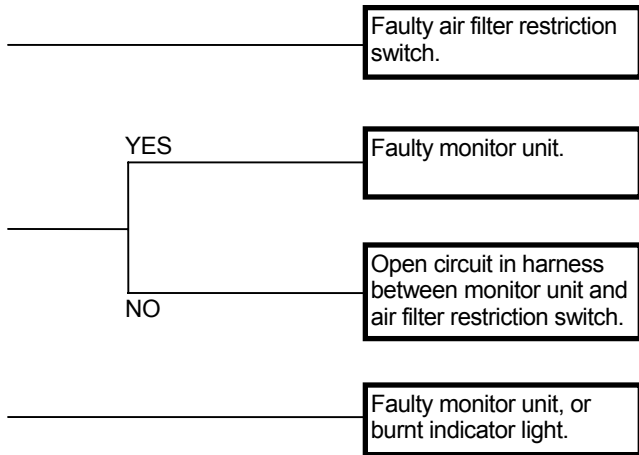 Faulty air filter restriction
switch.
YES
Faulty monitor unit.
NO
Open circuit in harness
between monitor unit and
air filter restriction switch.
Faulty monitor unit, or
burnt indicator light.